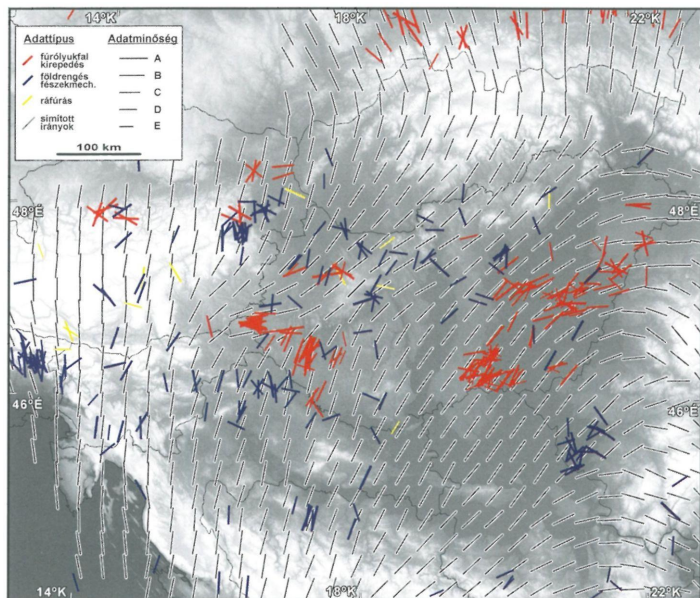 14°K 18°K 22°K
Adattípus Adatminőség
fúrólyukfal
kirepedés
földrengés
fészekmech.
ráfúrás
simított
irányok
A
B
C
D
E
100 km
48°É 48°É
46°É 46°É
14°K 18°K 22°K